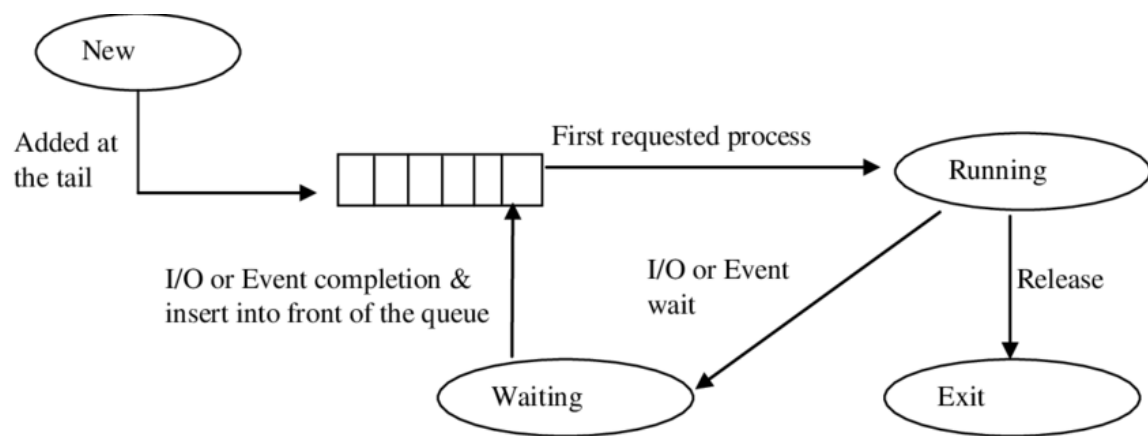 New
Added at
the tail
First requested process
Running
I/O or Event completion &
insert into front of the queue
I/O or Event
wait
Release
Waiting
Exit